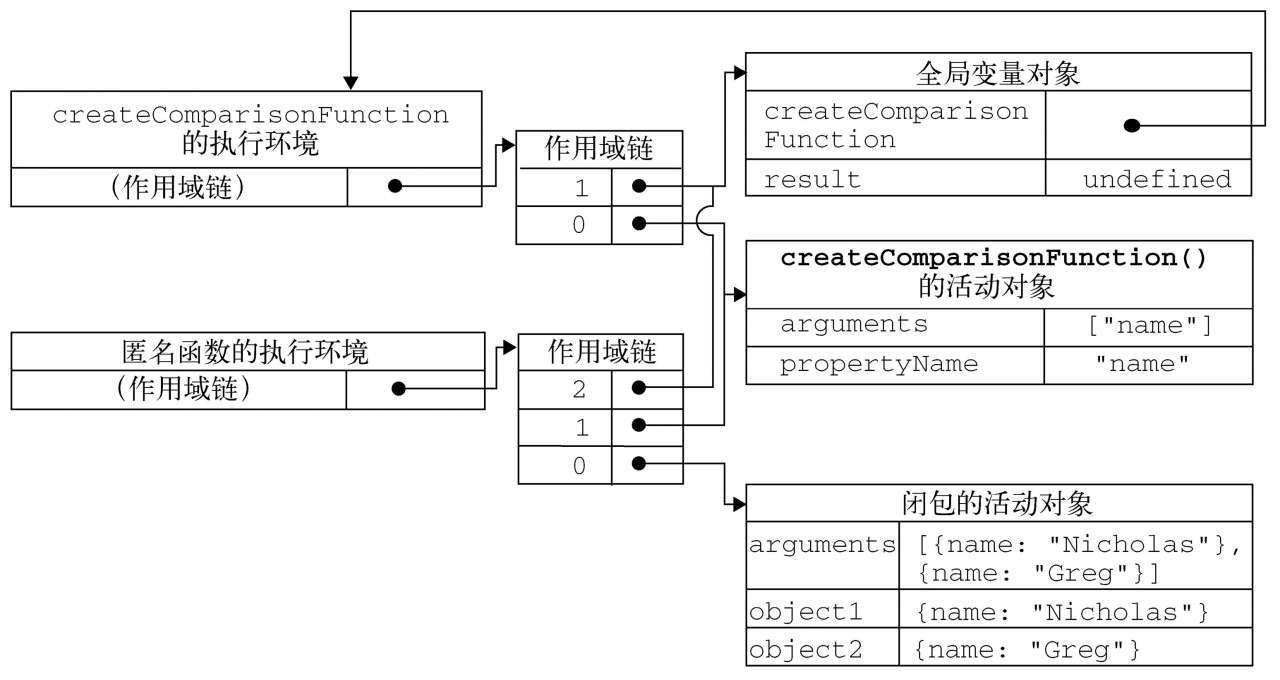 createComparisonFunction
的执行环境
(作用域链)
作用域链
1
0
全局变量对象
createComparison
Function
result undefined
createComparisonFunction()
的活动对象
arguments ["name"]
propertyName "name"
匿名函数的执行环境
(作用域链)
作用域链
2
1
0
闭包的活动对象
arguments [{name: "Nicholas"},
{name: "Greg"}]
object1 {name: "Nicholas"}
object2 {name: "Greg"}